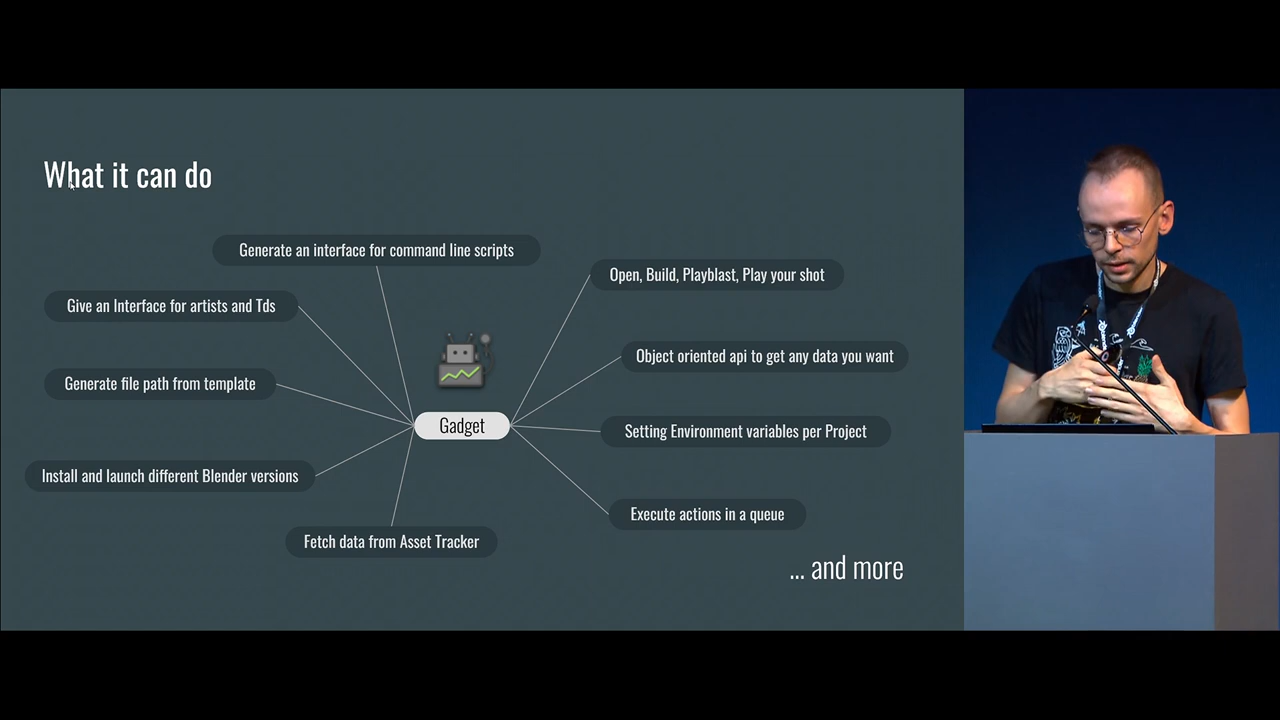 What it can do
Generate an interface for command line scripts
Open, Build, Playblast, Play your shot
Give an Interface for artists and Tds
Object oriented api to get any data you want
Generate file path from template
Gadget
Setting Environment variables per Project
Install and launch different Blender versions
Execute actions in a queue
Fetch data from Asset Tracker
... and more